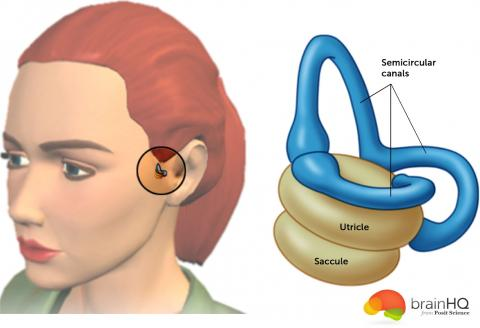 Semicircular
canals
Utricle
Saccule
brainHQ
from Posit Science